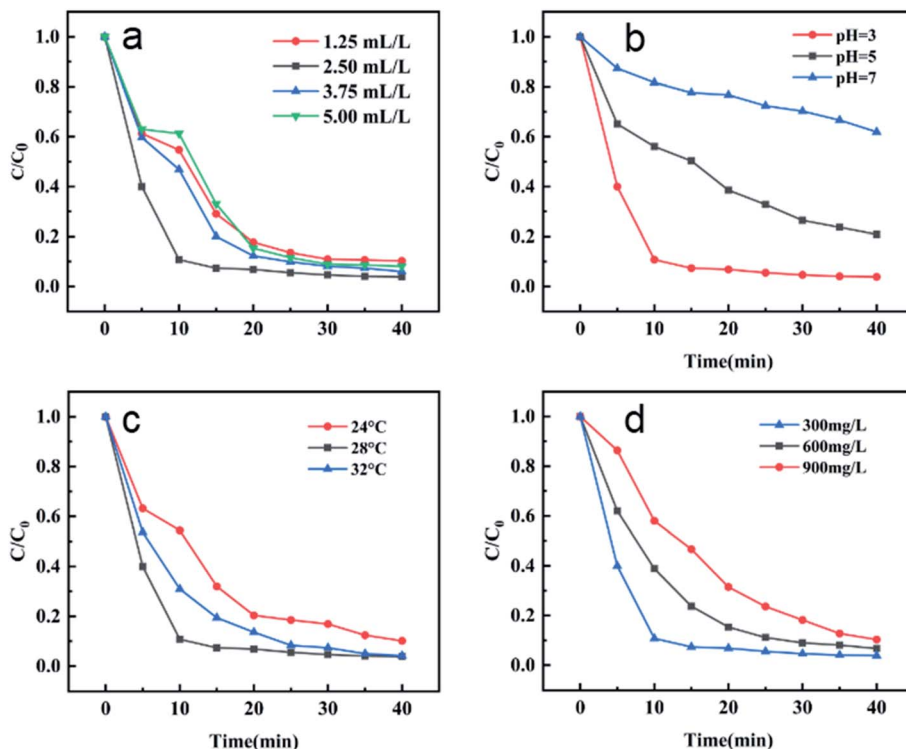 a
1.25 mL/L
2.50 mL/L
3.75 mL/L
5.00 mL/L
C/C0
1.0
0.8
0.6
0.4
0.2
0.0
0 10 20 30 40
Time(min)
b
pH=3
pH=5
pH=7
C/C0
1.0
0.8
0.6
0.4
0.2
0.0
0 10 20 30 40
Time(min)
c
24°C
28°C
32°C
C/C0
1.0
0.8
0.6
0.4
0.2
0.0
0 10 20 30 40
Time(min)
d
300mg/L
600mg/L
900mg/L
C/C0
1.0
0.8
0.6
0.4
0.2
0.0
0 10 20 30 40
Time(min)